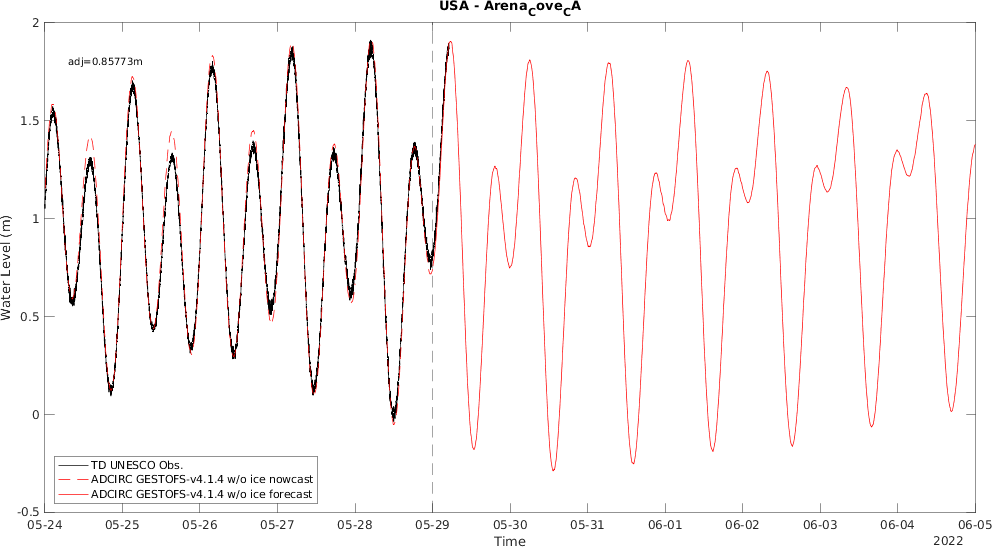 USA - Arena_Cove_CA
adj=0.85773m
2
1.5
1
0.5
0
-0.5
Water Level (m)
TD UNESCO Obs.
ADCIRC GESTOFS-v4.1.4 w/o ice nowcast
ADCIRC GESTOFS-v4.1.4 w/o ice forecast
05-24 05-25 05-26 05-27 05-28 05-29 05-30 05-31 06-01 06-02 06-03 06-04 06-05
Time
2022